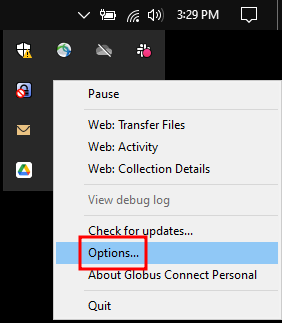 3:29 PM
Pause
Web: Transfer Files
Web: Activity
Web: Collection Details
View debug log
Check for updates...
Options...
About Globus Connect Personal
Quit